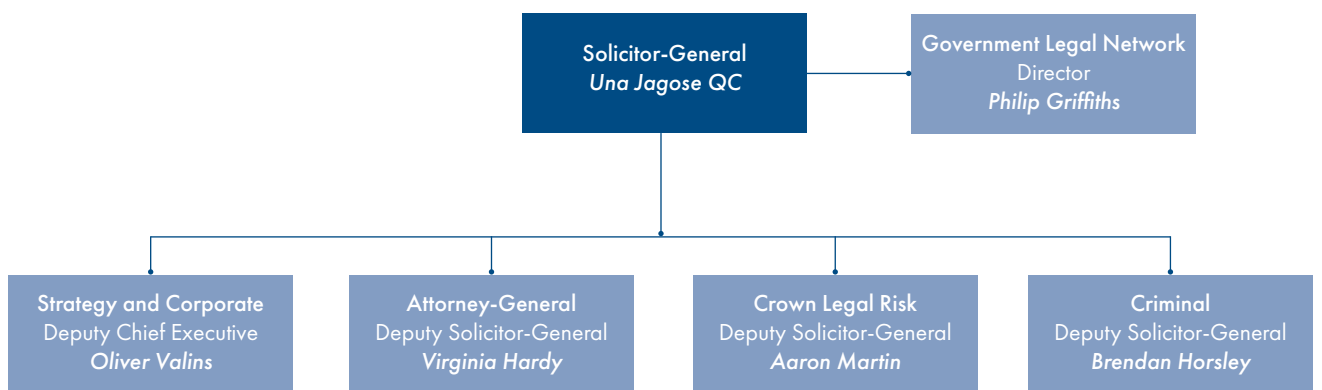 Solicitor-General
Una Jagose QC
Government Legal Network
Director
Philip Griffiths
Strategy and Corporate
Deputy Chief Executive
Oliver Valins
Attorney-General
Deputy Solicitor-General
Virginia Hardy
Crown Legal Risk
Deputy Solicitor-General
Aaron Martin
Criminal
Deputy Solicitor-General
Brendan Horsley